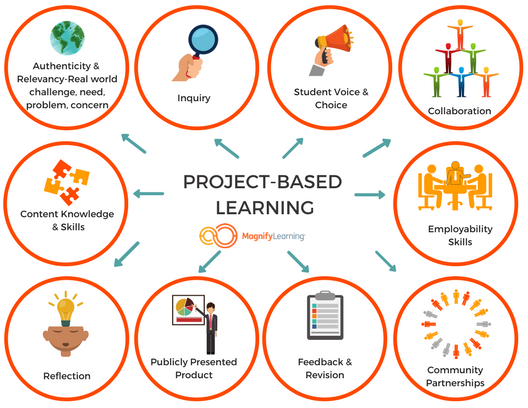 Authenticity &
Relevancy-Real world
challenge, need,
problem, concern
Inquiry
Student Voice &
Choice
Collaboration
Content Knowledge
& Skills
PROJECT-BASED
LEARNING
MagnifyLearning
Employability
Skills
Reflection
Publicly Presented
Product
Feedback &
Revision
Community
Partnerships